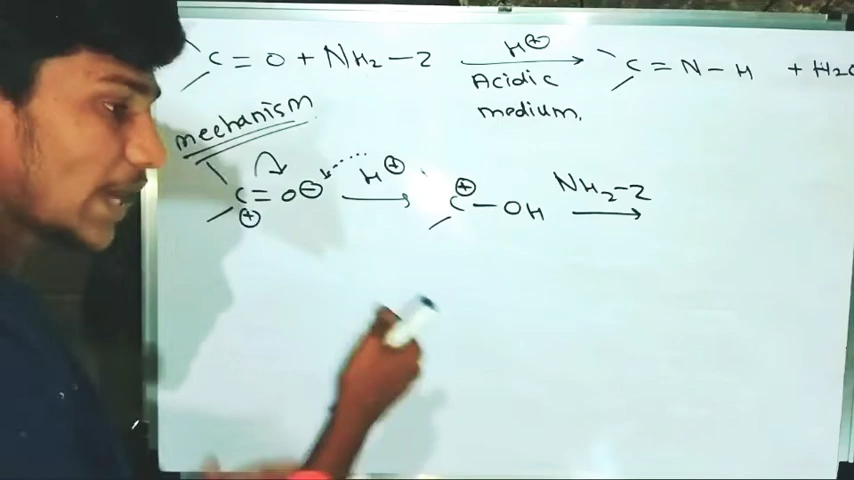 C = O + NH2 - Z H⊕ → C = N - H + H2O
Acidic
medium.
mechanism
C = O⊖ H⊕ → ⊕C - OH NH2-Z →
⊕